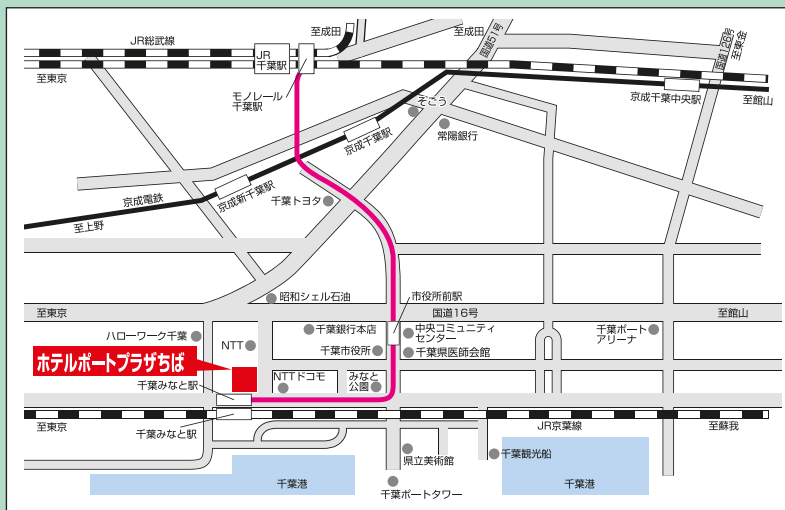 至成田
至成田
JR総武線
国道51号
国道126号
至東金
JR
千葉駅
至東京
モノレール
千葉駅
そごう
京成千葉中央駅
至館山
京成千葉駅
常陽銀行
京成新千葉駅
京成電鉄
千葉トヨタ
至上野
昭和シェル石油
市役所前駅
至東京
国道16号
至館山
ハローワーク千葉
千葉銀行本店
中央コミュニティ
センター
千葉ポート
アリーナ
NTT
千葉市役所
千葉県医師会館
ホテルポートプラザちば
NTTドコモ
みなと
公園
千葉みなと駅
至東京
千葉みなと駅
JR京葉線
至蘇我
県立美術館
千葉観光船
千葉港
千葉ポートタワー
千葉港